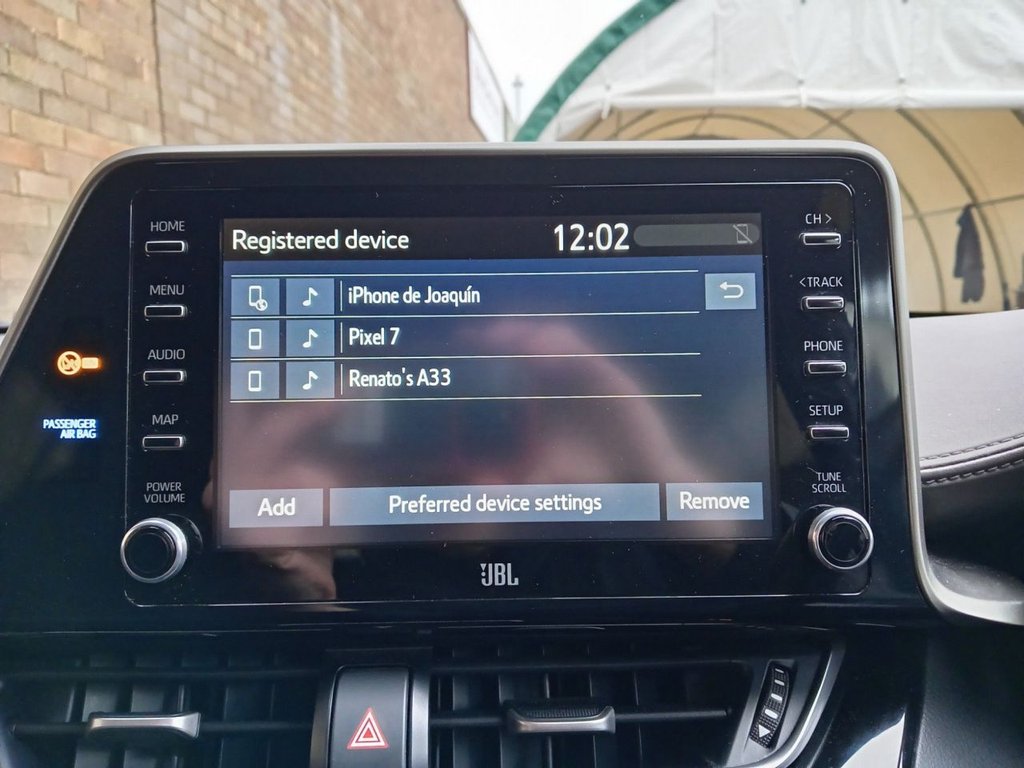 HOME
MENU
AUDIO
MAP
POWER
VOLUME
PASSENGER
AIR BAG
Registered device
12:02
iPhone de Joaquín
Pixel 7
Renato's A33
Add
Preferred device settings
Remove
JBL
CH >
< TRACK
PHONE
SETUP
TUNE
SCROLL